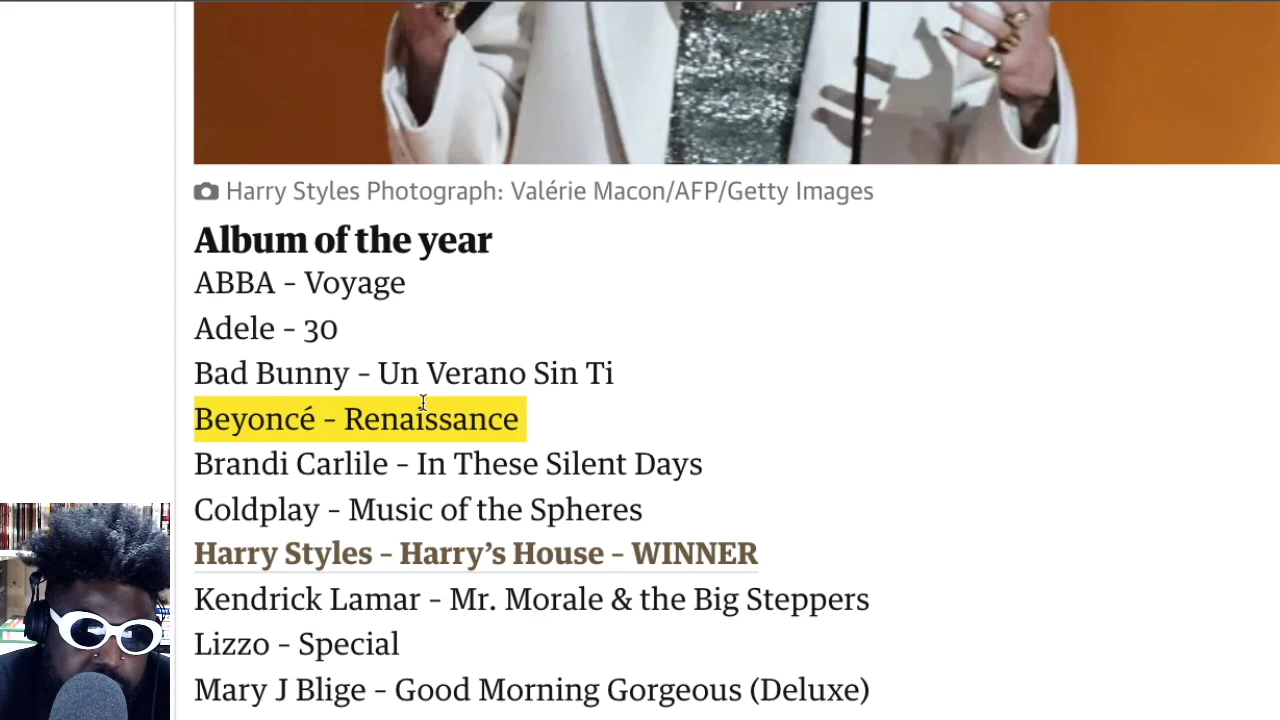 Harry Styles Photograph: Valérie Macon/AFP/Getty Images
Album of the year
ABBA – Voyage
Adele – 30
Bad Bunny – Un Verano Sin Ti
Beyoncé – Renaissance
Brandi Carlile – In These Silent Days
Coldplay – Music of the Spheres
Harry Styles – Harry’s House – WINNER
Kendrick Lamar – Mr. Morale & the Big Steppers
Lizzo – Special
Mary J Blige – Good Morning Gorgeous (Deluxe)